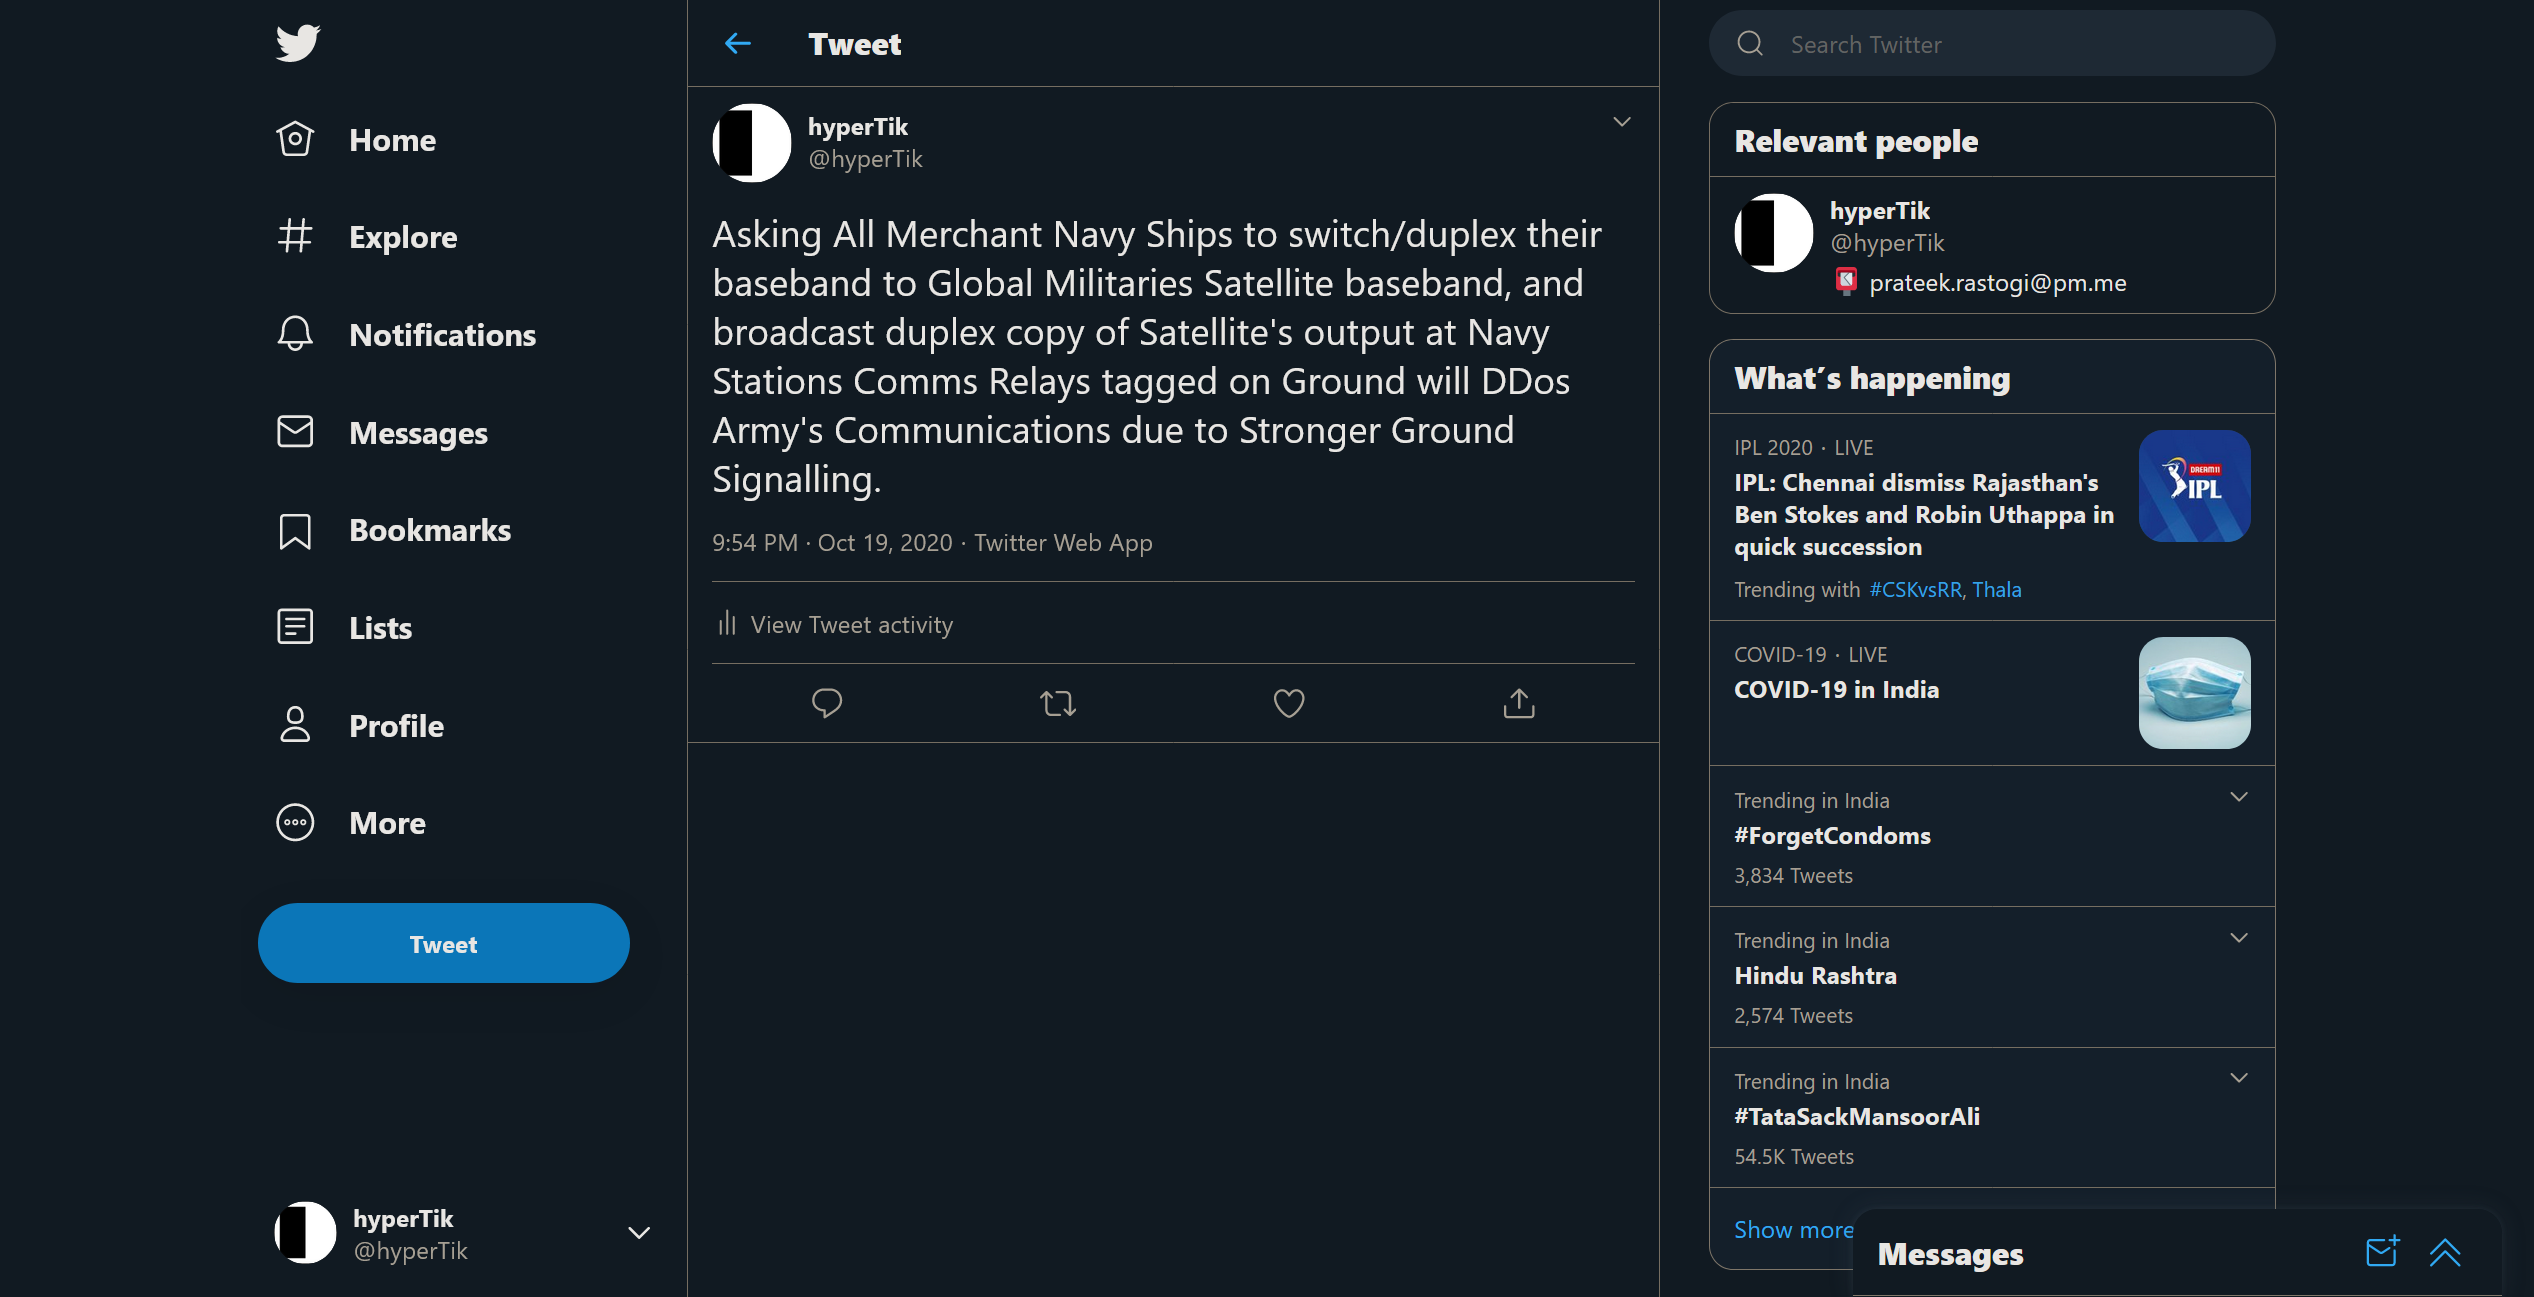 Home
Explore
Notifications
Messages
Bookmarks
Lists
Profile
More
Tweet
hyperTik
@hyperTik
Tweet
hyperTik
@hyperTik
Asking All Merchant Navy Ships to switch/duplex their
baseband to Global Militaries Satellite baseband, and
broadcast duplex copy of Satellite's output at Navy
Stations Comms Relays tagged on Ground will DDos
Army's Communications due to Stronger Ground
Signalling.
9:54 PM · Oct 19, 2020 · Twitter Web App
View Tweet activity
Search Twitter
Relevant people
hyperTik
@hyperTik
prateek.rastogi@pm.me
What's happening
IPL 2020 · LIVE
IPL: Chennai dismiss Rajasthan's
Ben Stokes and Robin Uthappa in
quick succession
Trending with #CSKvsRR, Thala
DREAM11
IPL
COVID-19 · LIVE
COVID-19 in India
Trending in India
#ForgetCondoms
3,834 Tweets
Trending in India
Hindu Rashtra
2,574 Tweets
Trending in India
#TataSackMansoorAli
54.5K Tweets
Show more
Messages